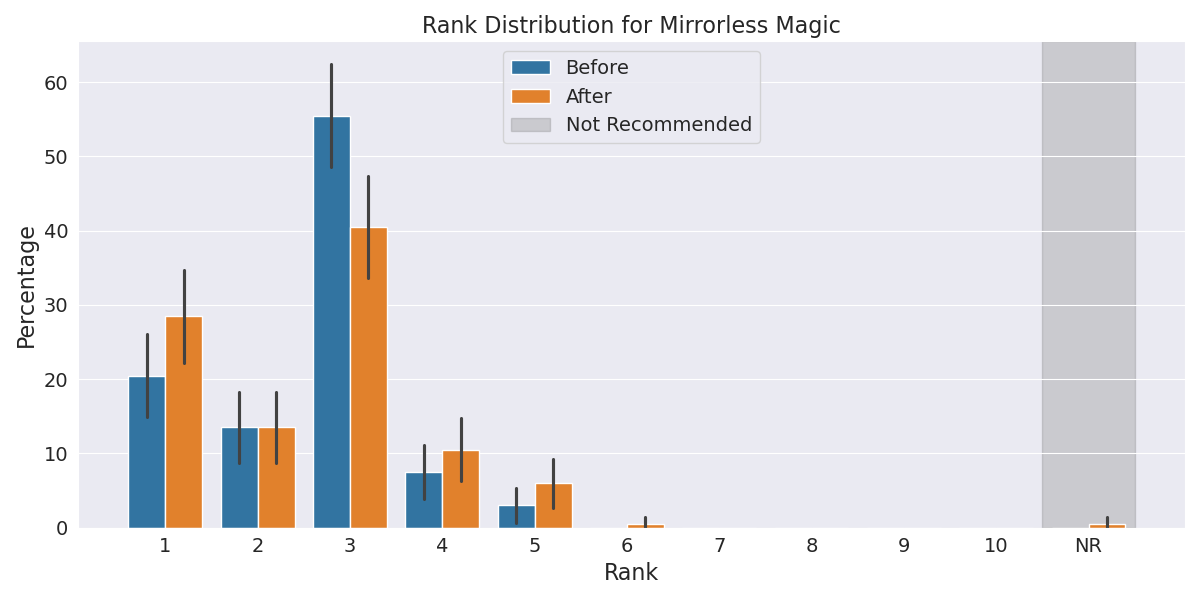 Rank Distribution for Mirrorless Magic
Before
After
Not Recommended
Percentage
60
50
40
30
20
10
0
1 2 3 4 5 6 7 8 9 10 NR
Rank